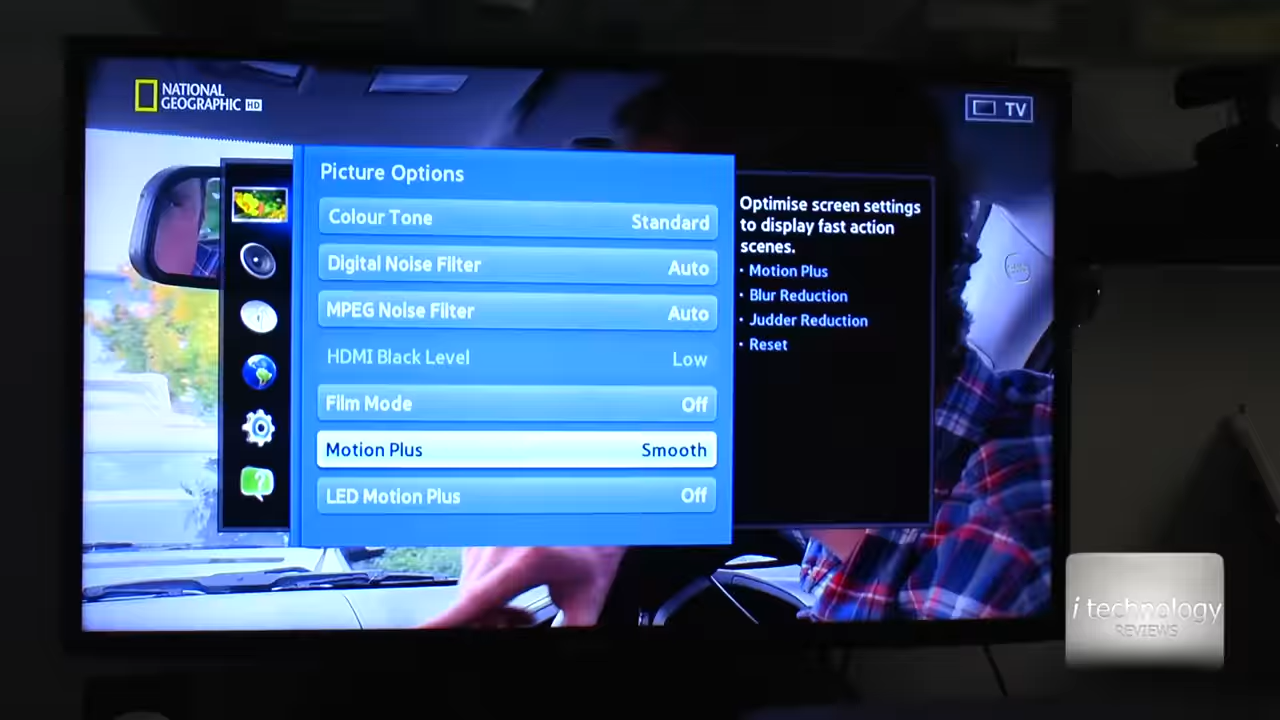 NATIONAL
GEOGRAPHIC HD
TV
Picture Options
Colour Tone Standard
Digital Noise Filter Auto
MPEG Noise Filter Auto
HDMI Black Level Low
Film Mode Off
Motion Plus Smooth
LED Motion Plus Off
Optimise screen settings
to display fast action
scenes.
· Motion Plus
· Blur Reduction
· Judder Reduction
· Reset
?
i technology
REVIEWS